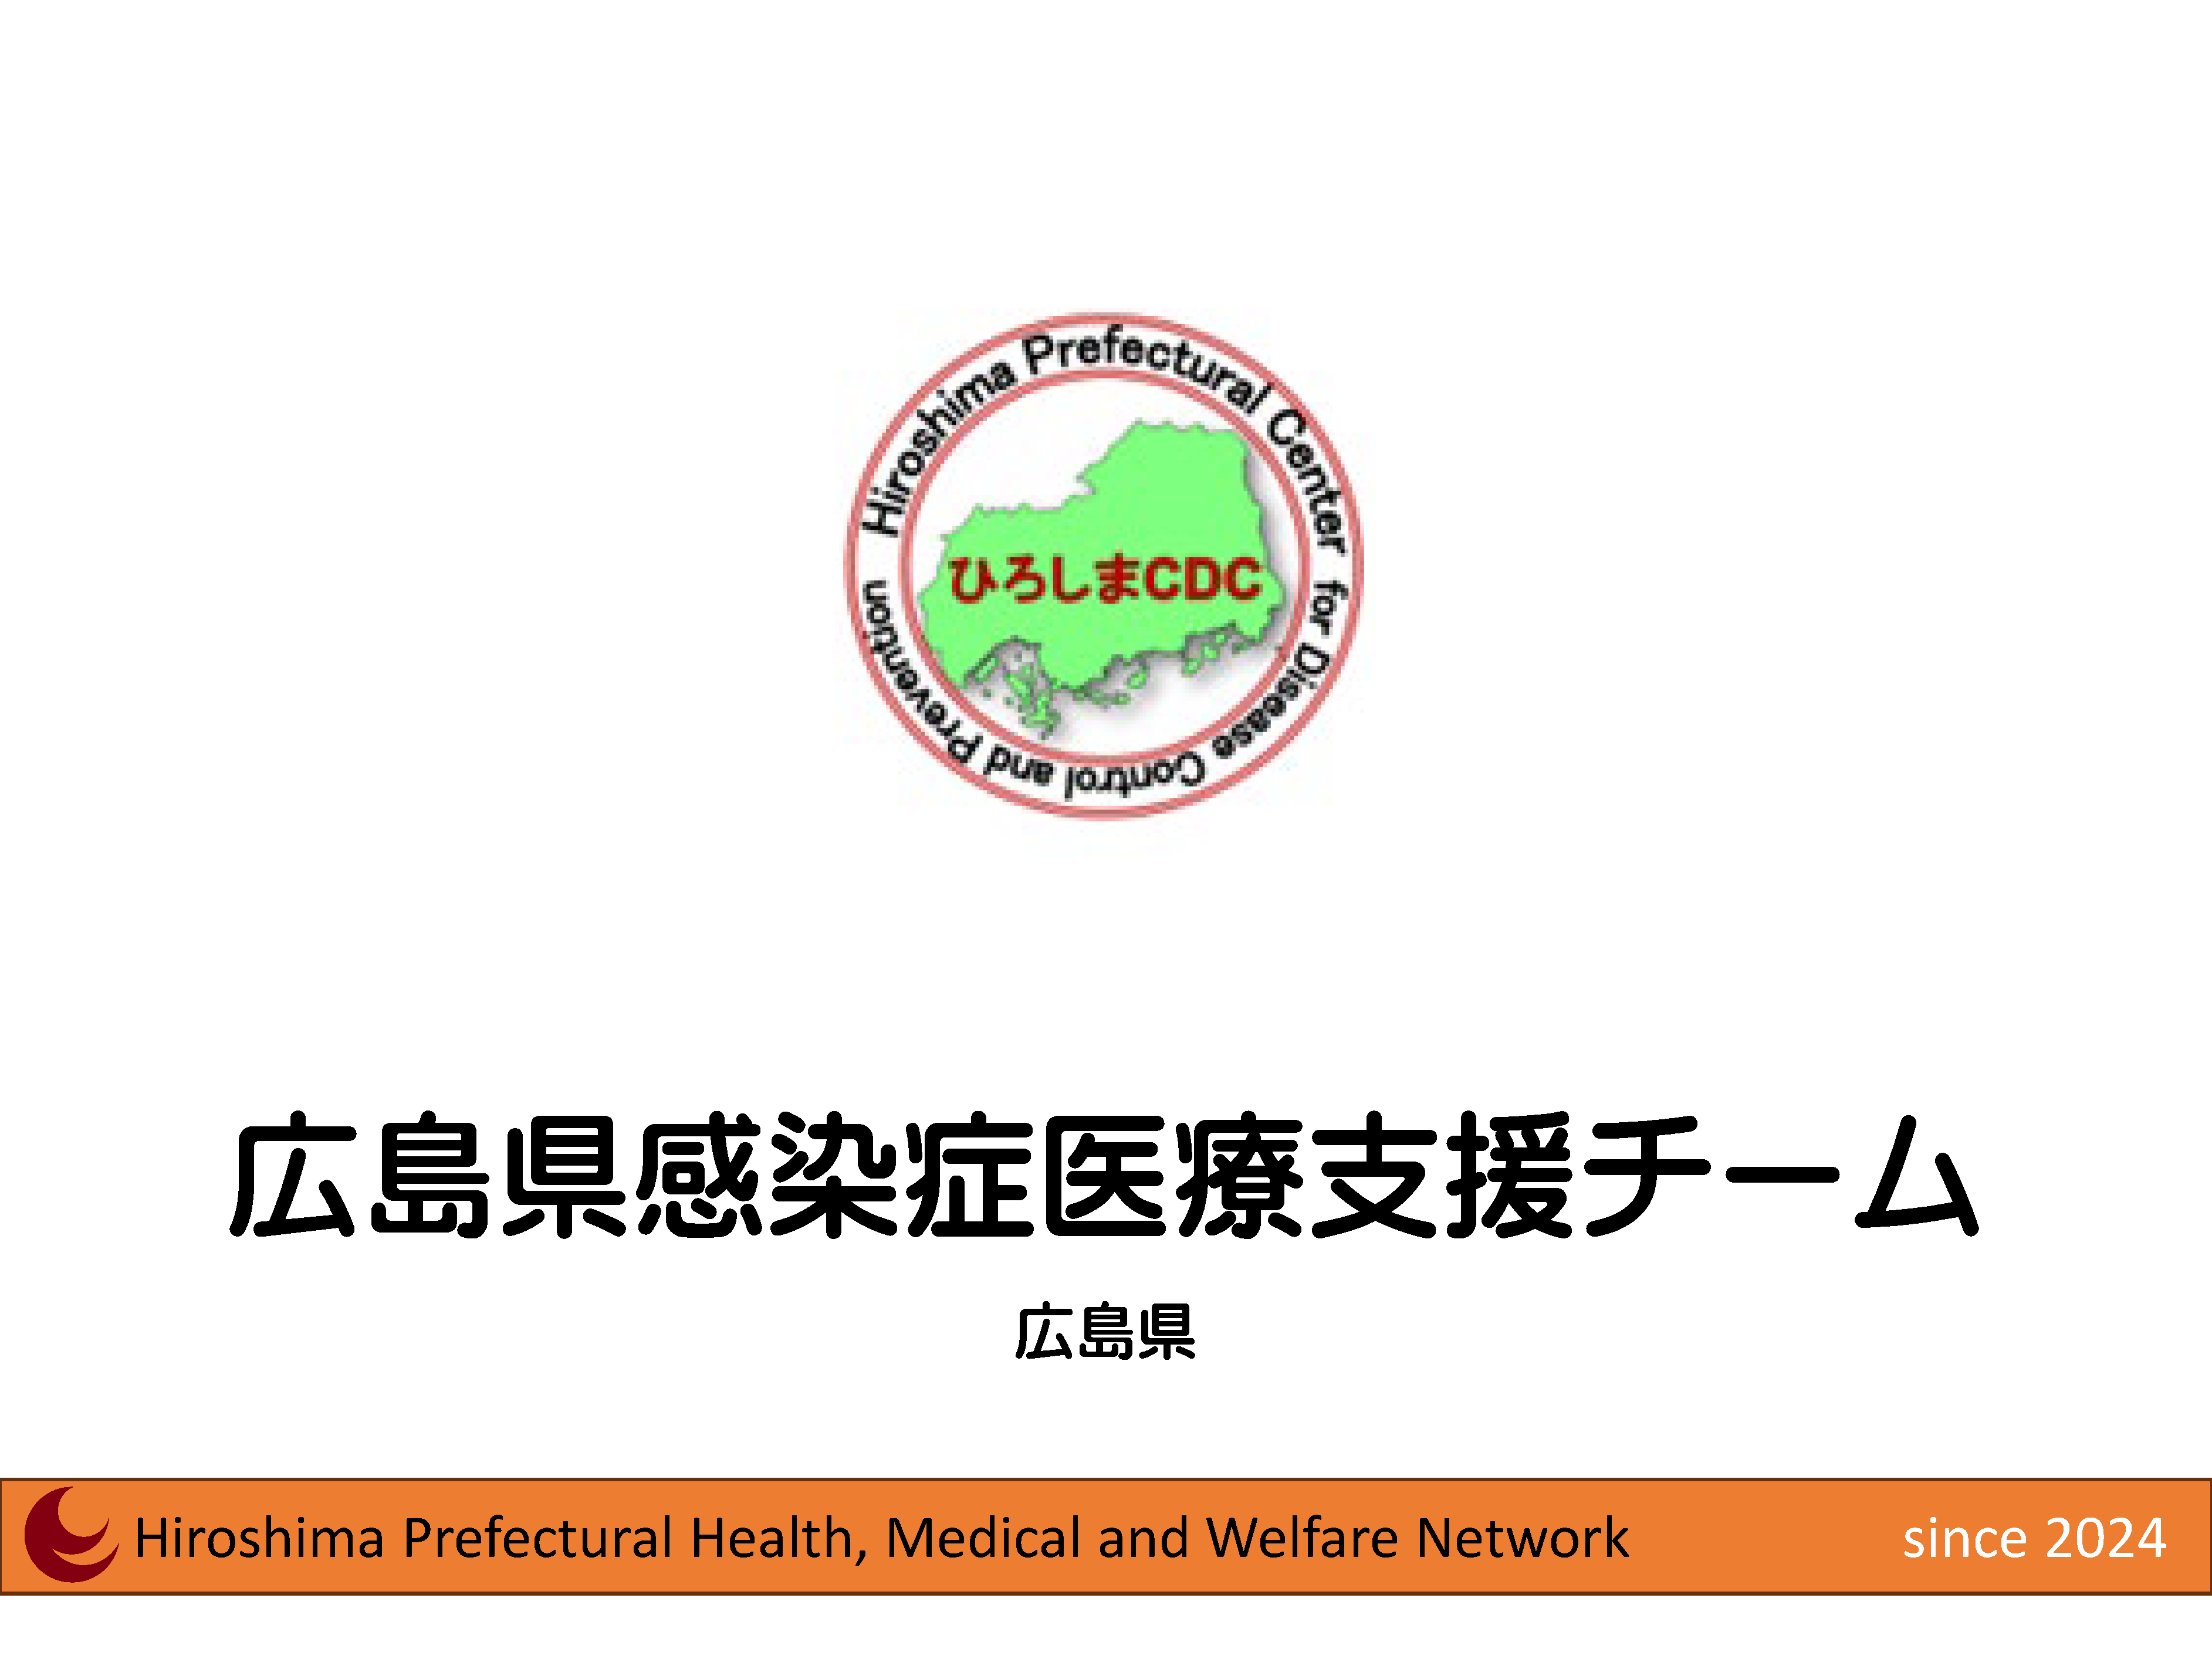 Hiroshima Prefectural Center for Disease Control and Prevention
ひろしまCDC
広島県感染症医療支援チーム
広島県
Hiroshima Prefectural Health, Medical and Welfare Network
since 2024